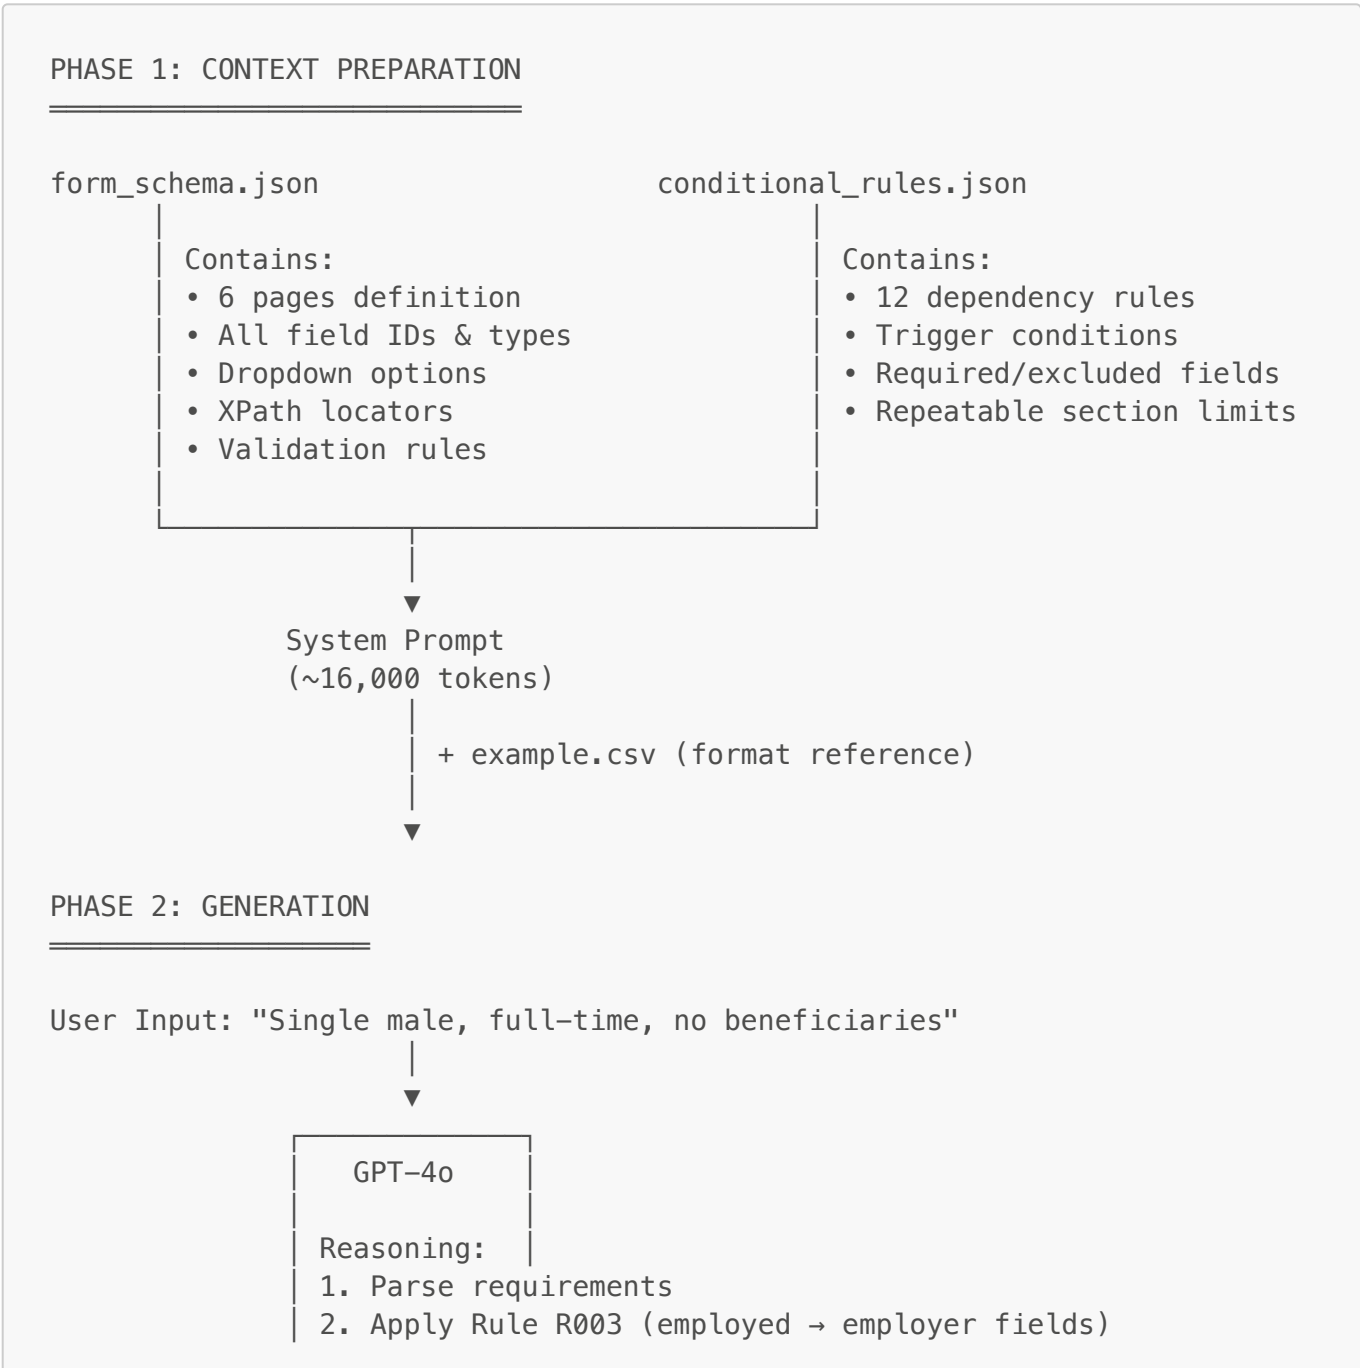 PHASE 1: CONTEXT PREPARATION
form_schema.json conditional_rules.json
Contains: Contains:
• 6 pages definition • 12 dependency rules
• All field IDs & types • Trigger conditions
• Dropdown options • Required/excluded fields
• XPath locators • Repeatable section limits
• Validation rules
System Prompt
(~16,000 tokens)
+ example.csv (format reference)
PHASE 2: GENERATION
User Input: "Single male, full-time, no beneficiaries"
GPT-4o
Reasoning:
1. Parse requirements
2. Apply Rule R003 (employed → employer fields)